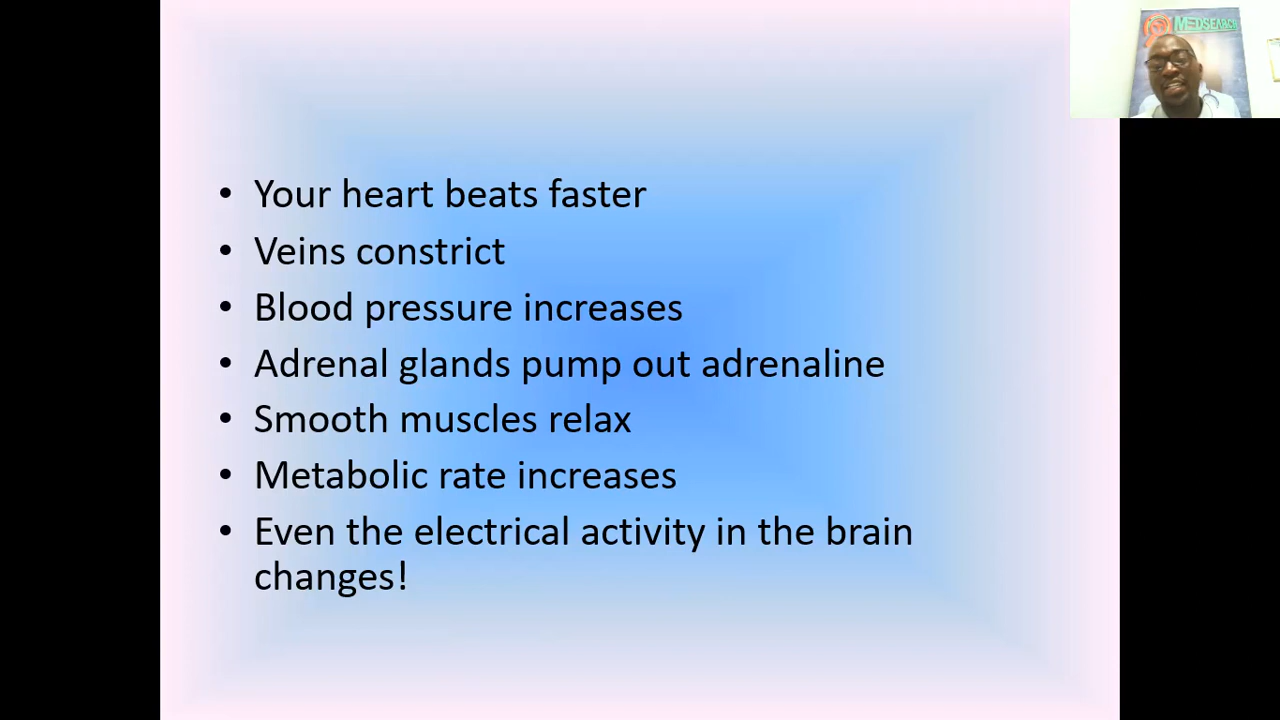 MEDSEARCH
• Your heart beats faster
• Veins constrict
• Blood pressure increases
• Adrenal glands pump out adrenaline
• Smooth muscles relax
• Metabolic rate increases
• Even the electrical activity in the brain
changes!